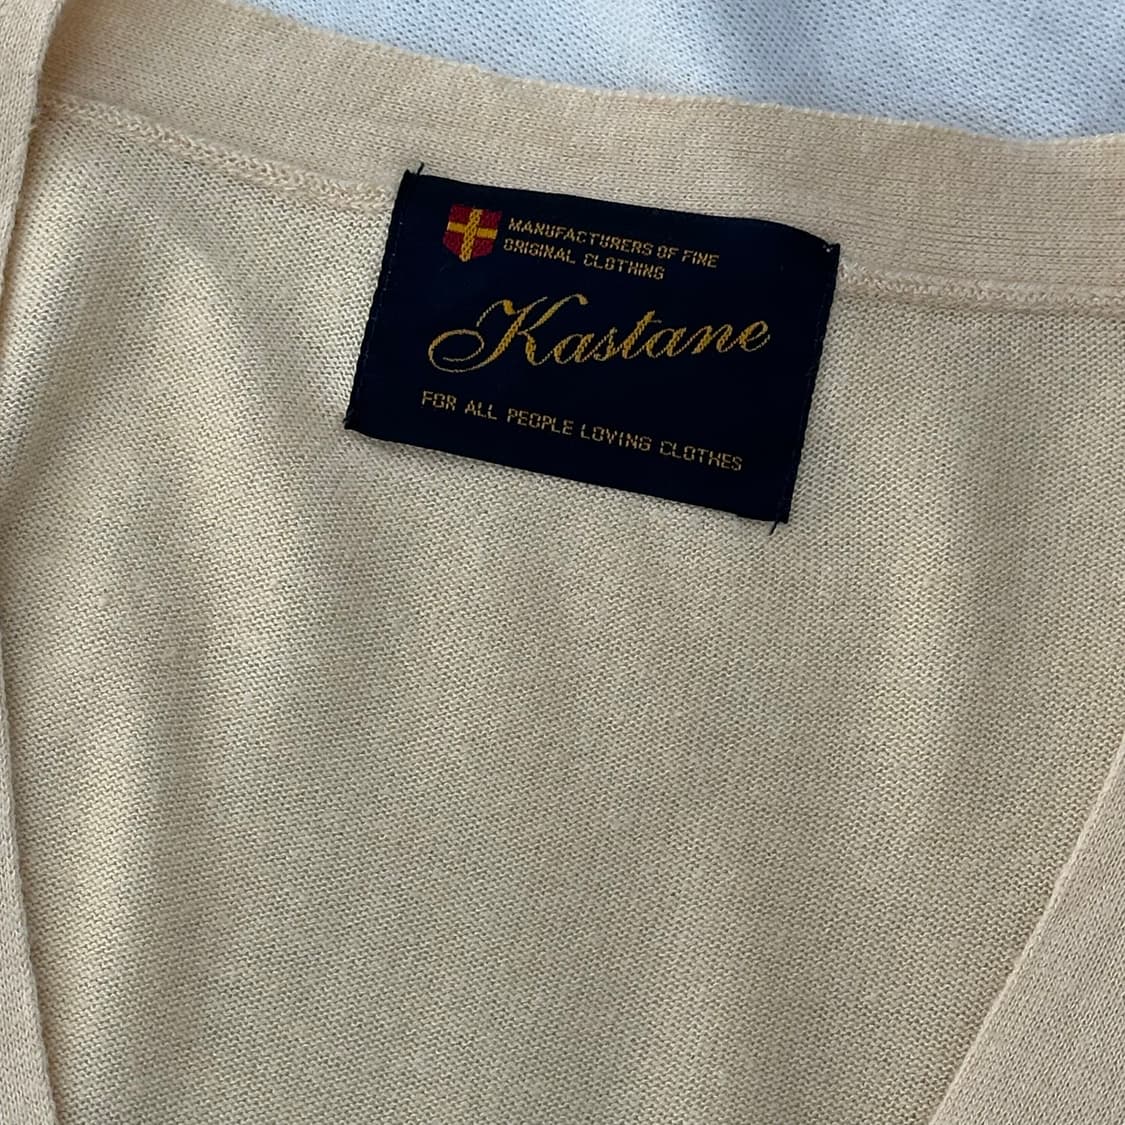 MANUFACTURERS OF FINE
ORIGINAL CLOTHING
Kastane
FOR ALL PEOPLE LOVING CLOTHES